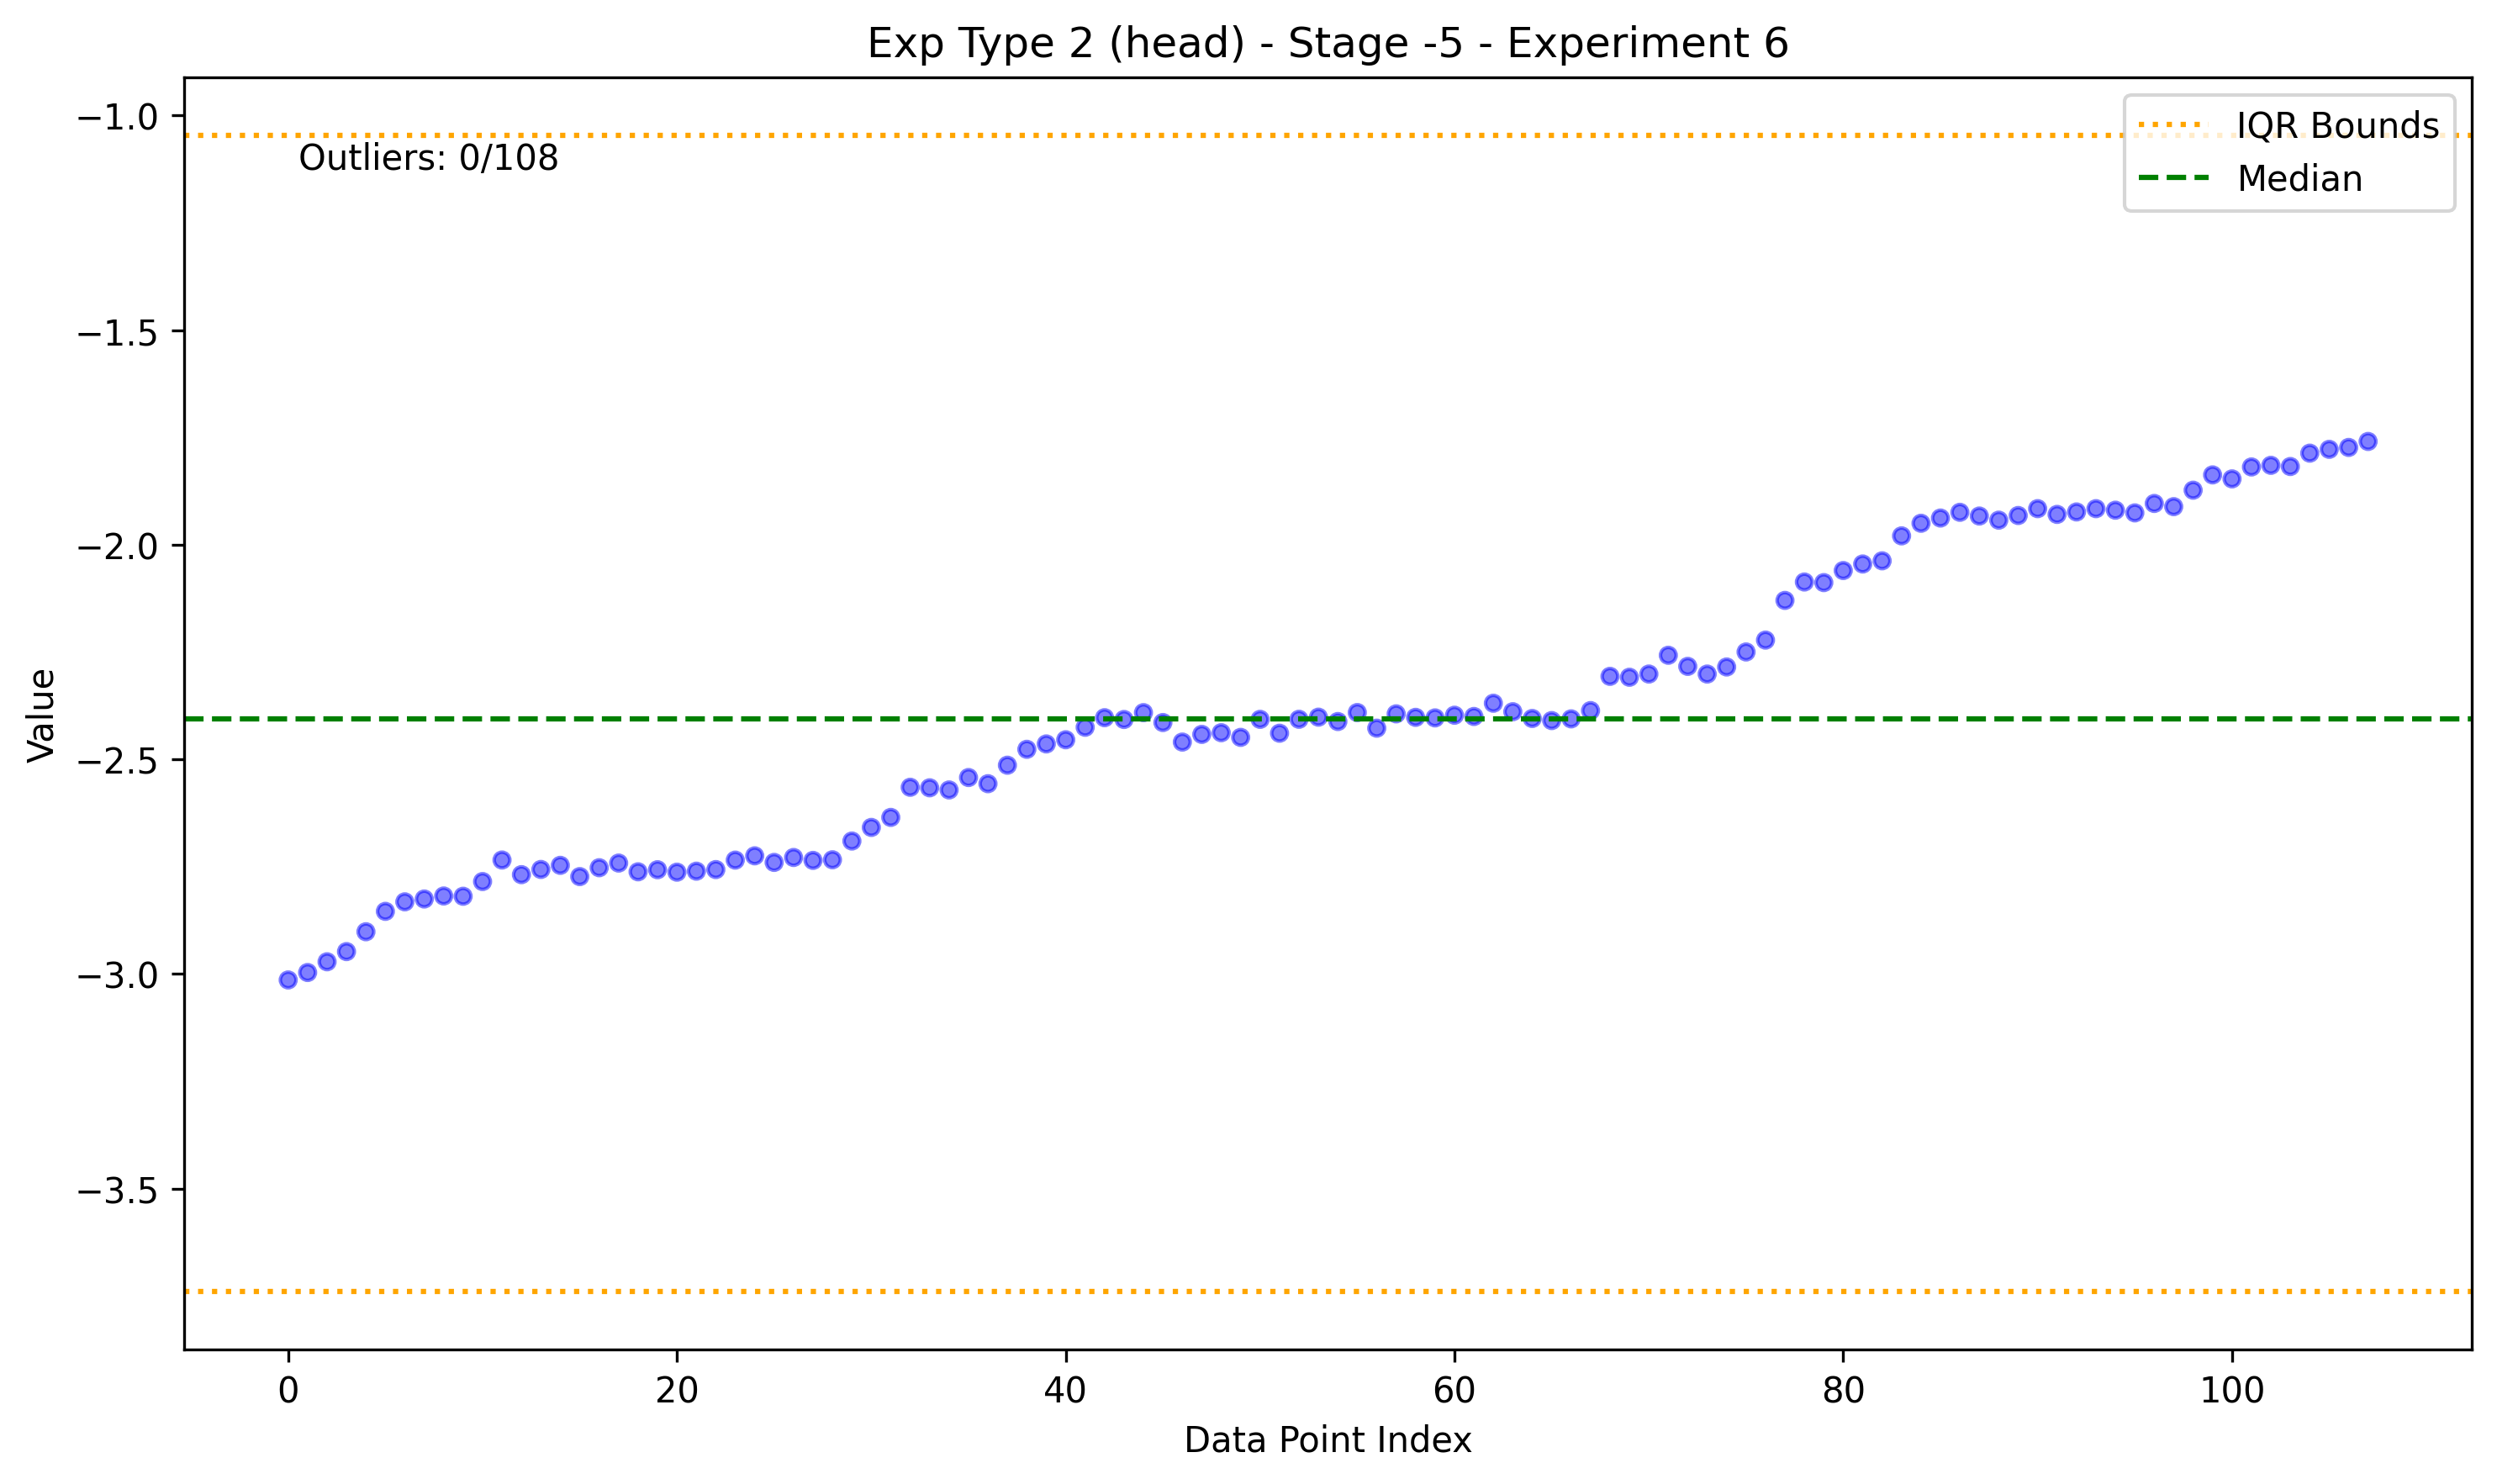 Exp Type 2 (head) - Stage -5 - Experiment 6
−1.0
−1.5
−2.0
−2.5
−3.0
−3.5
Value
Outliers: 0/108
IQR Bounds
Median
0 20 40 60 80 100
Data Point Index